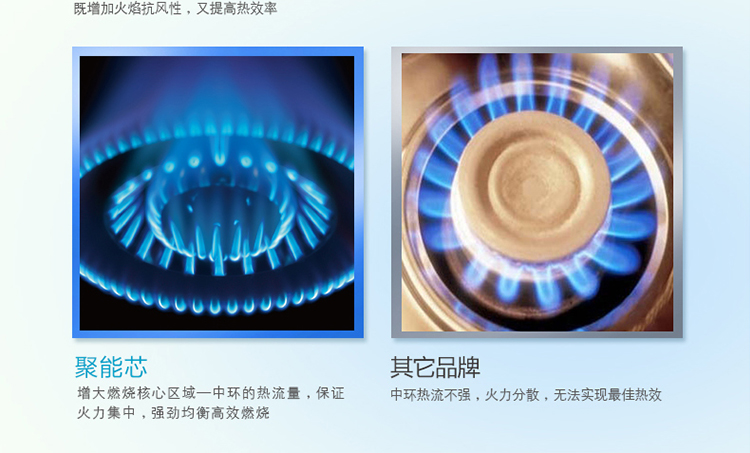 既增加火焰抗风性，又提高热效率
聚能芯
增大燃烧核心区域—中环的热流量，保证
火力集中，强劲均衡高效燃烧
其它品牌
中环热流不强，火力分散，无法实现最佳热效